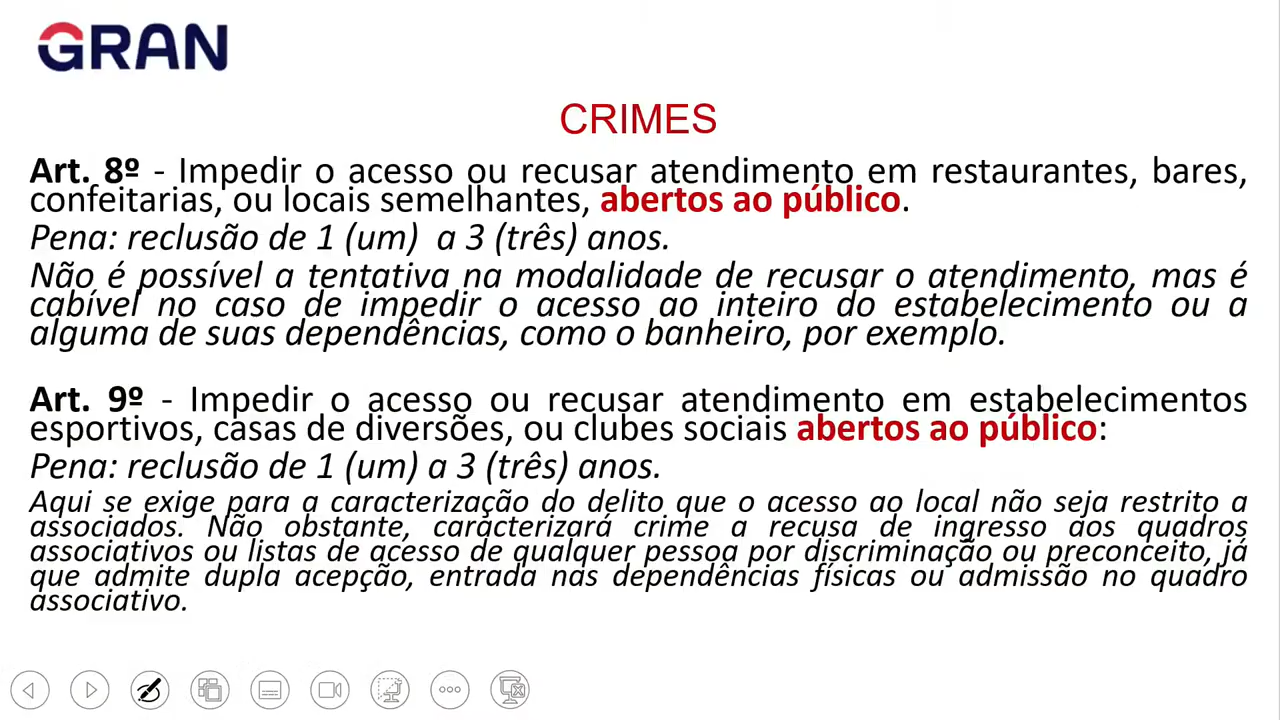 GRAN
CRIMES
Art. 8º - Impedir o acesso ou recusar atendimento em restaurantes, bares,
confeitarias, ou locais semelhantes, abertos ao público.
Pena: reclusão de 1 (um)  a 3 (três) anos.
Não é possível a tentativa na modalidade de recusar o atendimento, mas é
cabível no caso de impedir o acesso ao inteiro do estabelecimento ou a
alguma de suas dependências, como o banheiro, por exemplo.
Art. 9º - Impedir o acesso ou recusar atendimento em estabelecimentos
esportivos, casas de diversões, ou clubes sociais abertos ao público:
Pena: reclusão de 1 (um) a 3 (três) anos.
Aqui se exige para a caracterização do delito que o acesso ao local não seja restrito a
associados. Não obstante, caracterizará crime a recusa de ingresso aos quadros
associativos ou listas de acesso de qualquer pessoa por discriminação ou preconceito, já
que admite dupla acepção, entrada nas dependências físicas ou admissão no quadro
associativo.